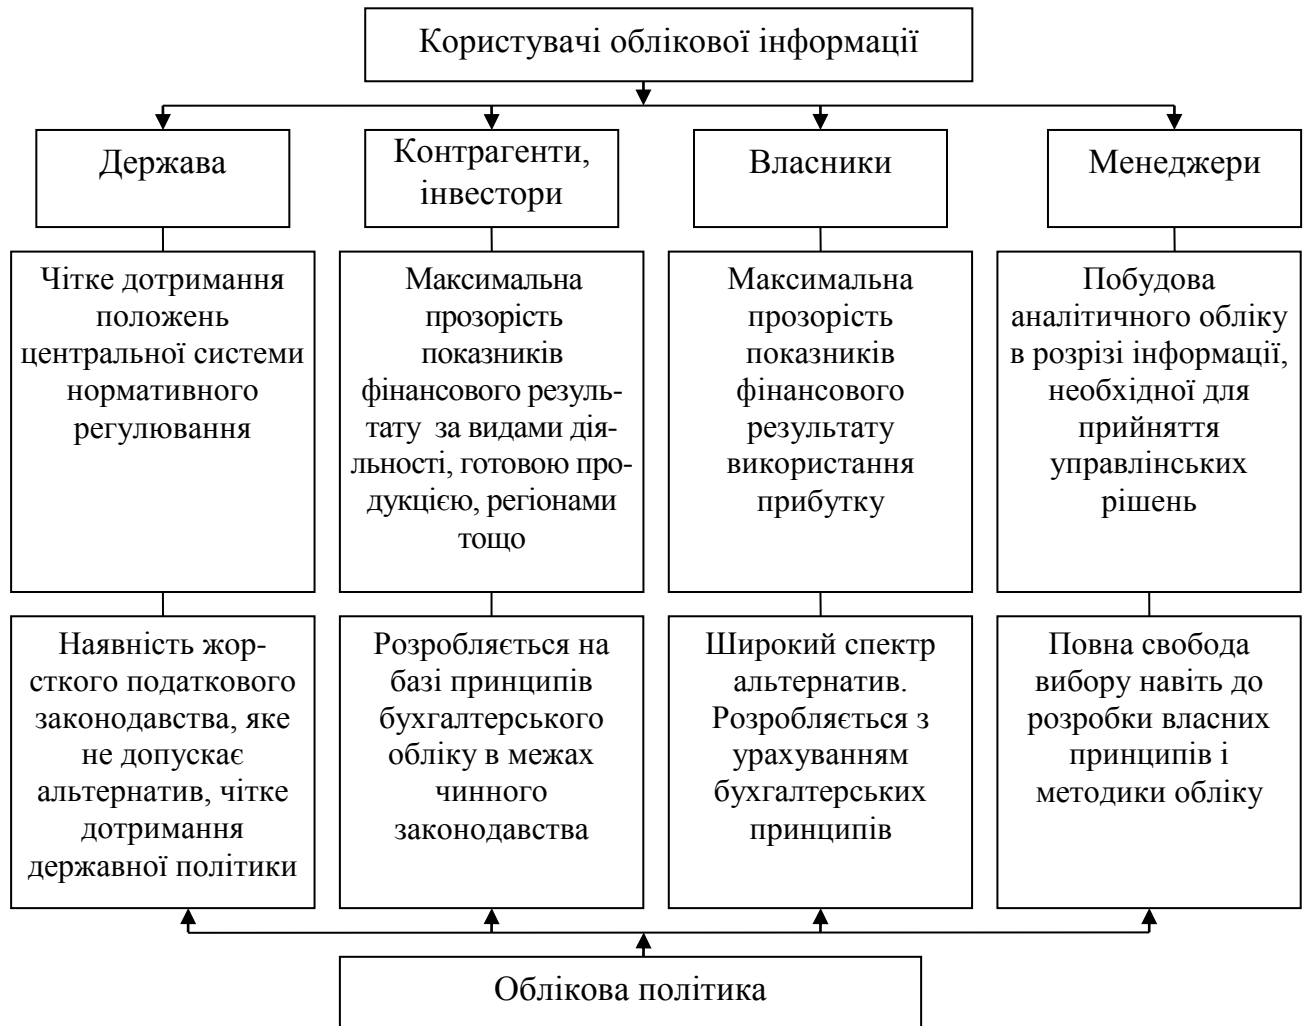 Користувачі облікової інформації
Держава
Контрагенти,
інвестори
Власники
Менеджери
Чітке дотримання
положень
центральної системи
нормативного
регулювання
Максимальна
прозорість
показників
фінансового резуль-
тату за видами дія-
льності, готовою про-
дукцією, регіонами
тощо
Максимальна
прозорість
показників
фінансового
результату
використання
прибутку
Побудова
аналітичного обліку
в розрізі інформації,
необхідної для
прийняття
управлінських
рішень
Наявність жор-
сткого податкового
законодавства, яке
не допускає
альтернатив, чітке
дотримання
державної політики
Розробляється на
базі принципів
бухгалтерського
обліку в межах
чинного
законодавства
Широкий спектр
альтернатив.
Розробляється з
урахуванням
бухгалтерських
принципів
Повна свобода
вибору навіть до
розробки власних
принципів і
методики обліку
Облікова політика